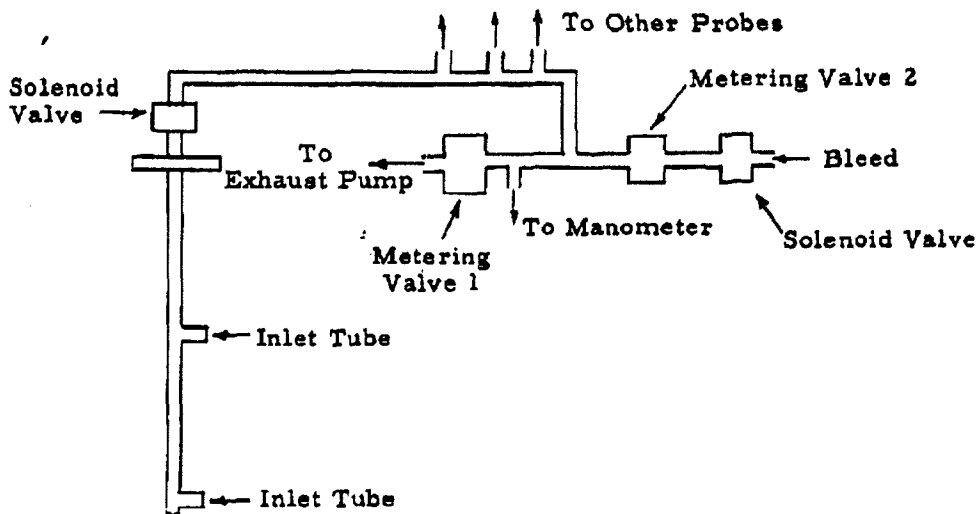 To Other Probes
Solenoid
Valve
Metering Valve 2
To
Exhaust Pump
Bleed
To Manometer
Solenoid Valve
Metering
Valve 1
Inlet Tube
Inlet Tube